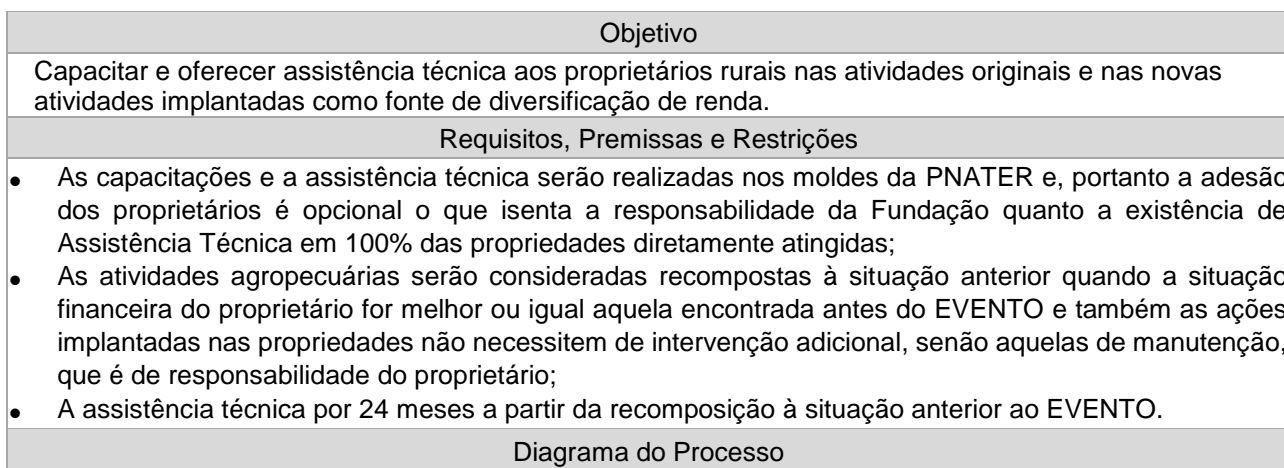 Objetivo
Capacitar e oferecer assistência técnica aos proprietários rurais nas atividades originais e nas novas
atividades implantadas como fonte de diversificação de renda.
Requisitos, Premissas e Restrições
• As capacitações e a assistência técnica serão realizadas nos moldes da PNATER e, portanto a adesão
dos proprietários é opcional o que isenta a responsabilidade da Fundação quanto a existência de
Assistência Técnica em 100% das propriedades diretamente atingidas;
• As atividades agropecuárias serão consideradas recompostas à situação anterior quando a situação
financeira do proprietário for melhor ou igual aquela encontrada antes do EVENTO e também as ações
implantadas nas propriedades não necessitem de intervenção adicional, senão aquelas de manutenção,
que é de responsabilidade do proprietário;
• A assistência técnica por 24 meses a partir da recomposição à situação anterior ao EVENTO.
Diagrama do Processo